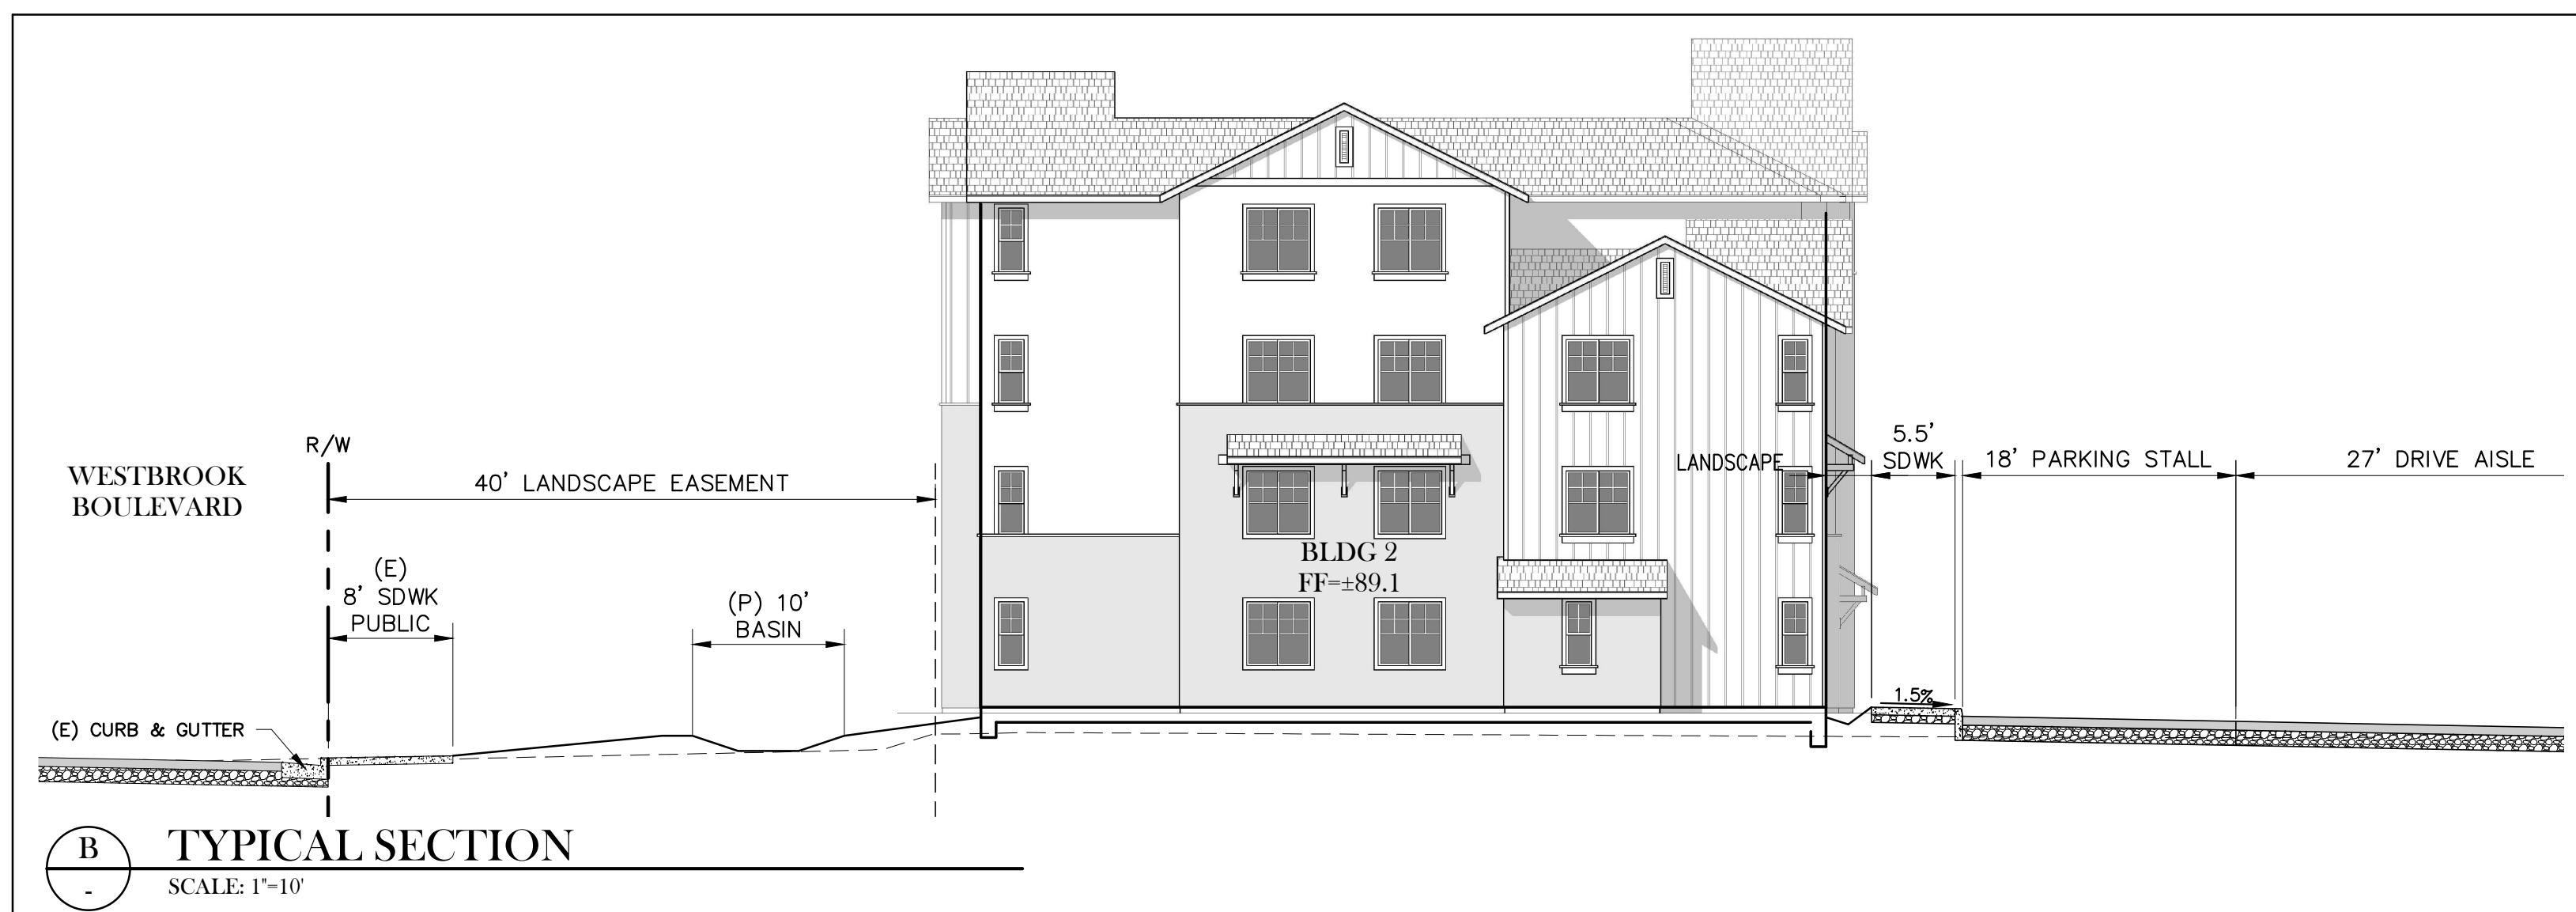 WESTBROOK
BOULEVARD
R/W
40' LANDSCAPE EASEMENT
(E)
8' SDWK
PUBLIC
(P) 10'
BASIN
(E) CURB & GUTTER
BLDG 2
FF=±89.1
LANDSCAPE
5.5'
SDWK
18' PARKING STALL
27' DRIVE AISLE
1.5%
B
-
TYPICAL SECTION
SCALE: 1"=10'